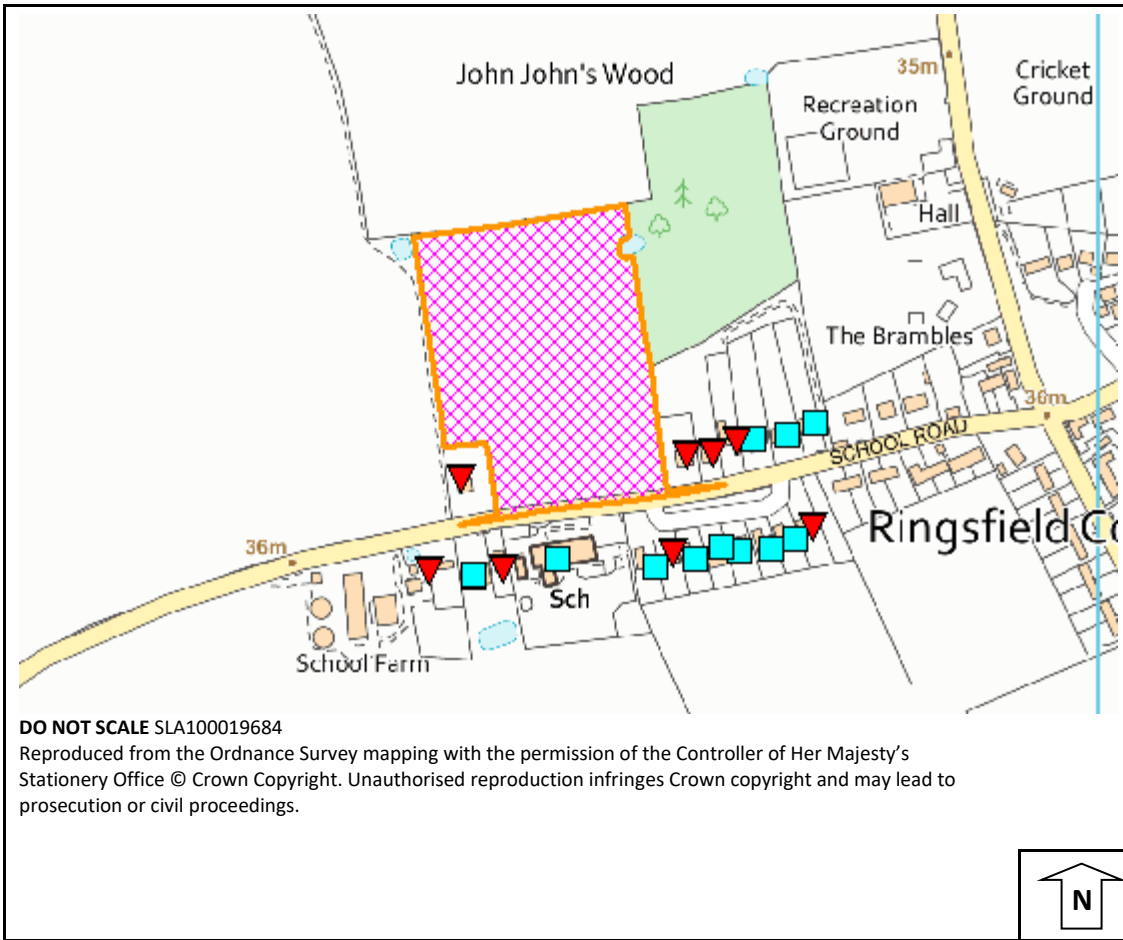 John John's Wood
35m
Cricket
Ground
Recreation
Ground
Hall
The Brambles
36m
SCHOOL ROAD
Ringsfield Co
36m
Sch
School Farm
DO NOT SCALE SLA100019684
Reproduced from the Ordnance Survey mapping with the permission of the Controller of Her Majesty's
Stationery Office © Crown Copyright. Unauthorised reproduction infringes Crown copyright and may lead to
prosecution or civil proceedings.
N